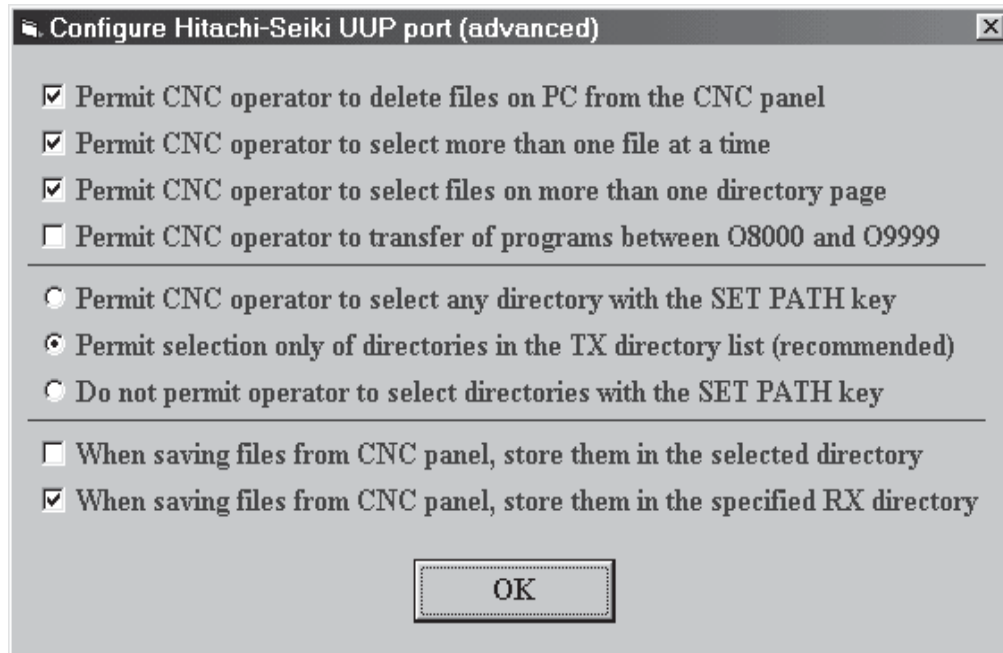 Configure Hitachi-Seiki UUP port (advanced)
Permit CNC operator to delete files on PC from the CNC panel
Permit CNC operator to select more than one file at a time
Permit CNC operator to select files on more than one directory page
Permit CNC operator to transfer of programs between O8000 and O9999
Permit CNC operator to select any directory with the SET PATH key
Permit selection only of directories in the TX directory list (recommended)
Do not permit operator to select directories with the SET PATH key
When saving files from CNC panel, store them in the selected directory
When saving files from CNC panel, store them in the specified RX directory
OK